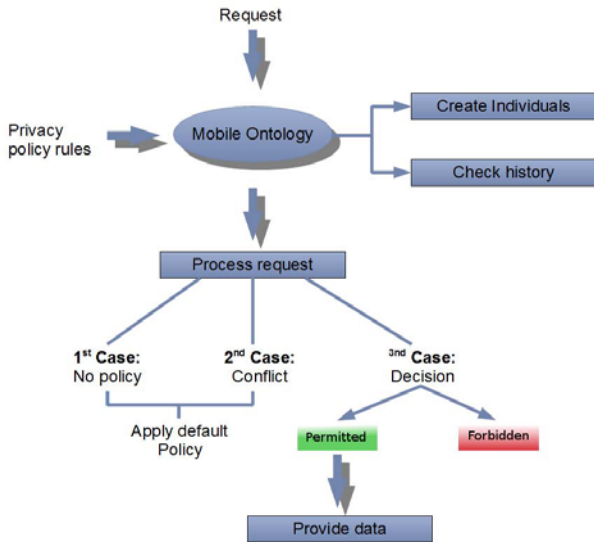 Request
Create Individuals
Privacy
policy rules
Mobile Ontology
Check history
Process request
1st Case:
No policy
2nd Case:
Conflict
3nd Case:
Decision
Apply default
Policy
Permitted
Forbidden
Provide data